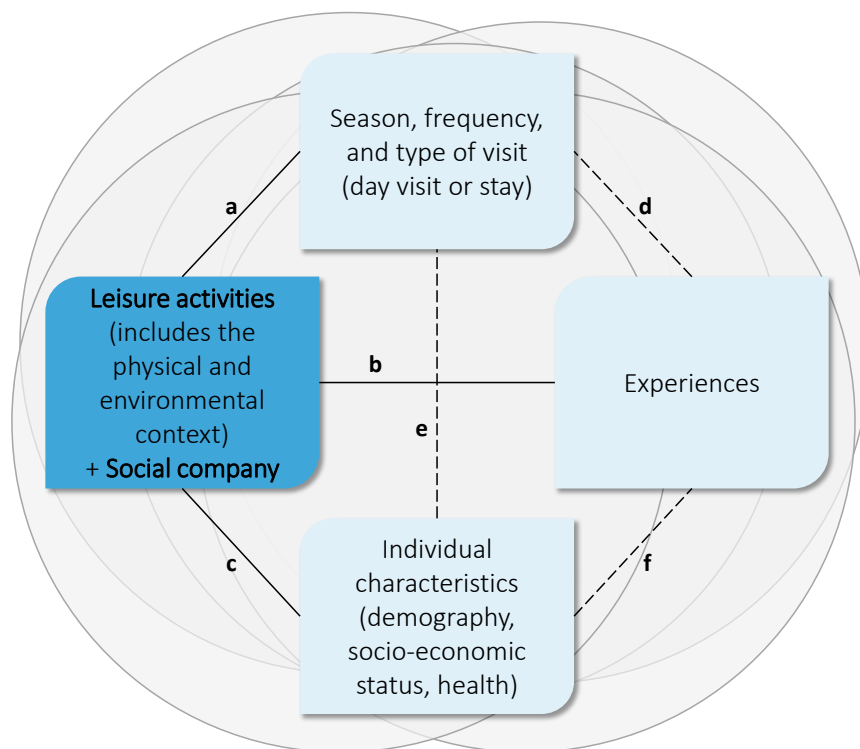 Season, frequency,
and type of visit
(day visit or stay)
a
d
Leisure activities
(includes the
physical and
environmental
context)
+ Social company
b
Experiences
e
Individual
characteristics
(demography,
socio-economic
status, health)
c
f